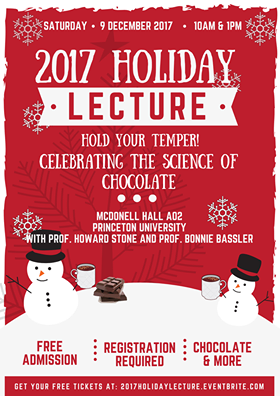 SATURDAY • 9 DECEMBER 2017 • 10AM & 1PM
2017 HOLIDAY
• LECTURE •
HOLD YOUR TEMPER!
CELEBRATING THE SCIENCE OF
CHOCOLATE
MCDONELL HALL A02
PRINCETON UNIVERSITY
WITH PROF. HOWARD STONE AND PROF. BONNIE BASSLER
FREE
ADMISSION
REGISTRATION
REQUIRED
CHOCOLATE
& MORE
GET YOUR FREE TICKETS AT: 2017HOLIDAYLECTURE.EVENTBRITE.COM